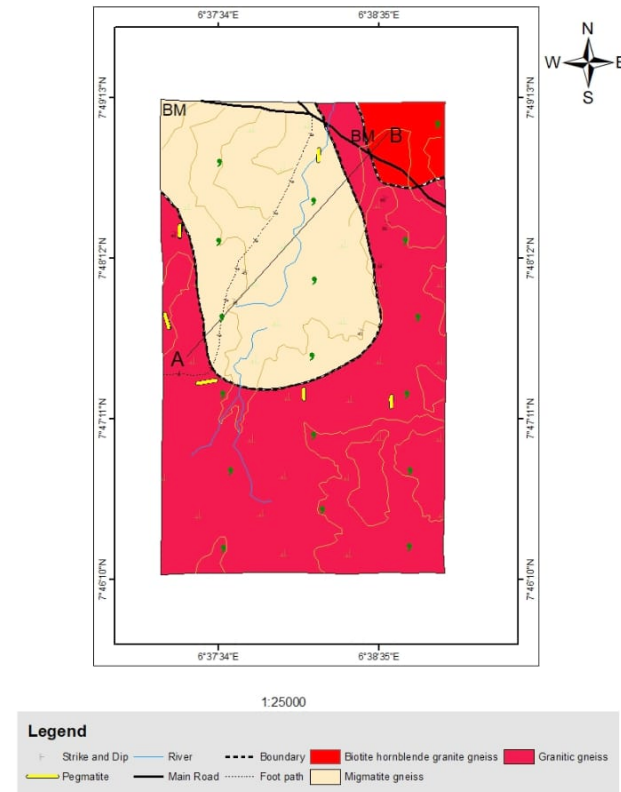 6°37'34"E 6°38'35"E
N
W E
S
7°49'13"N 7°49'13"N
BM
BM B
7°48'12"N 7°48'12"N
A
7°47'11"N 7°47'11"N
7°46'10"N 7°46'10"N
6°37'34"E 6°38'35"E
1:25000
Legend
Strike and Dip River Boundary Biotite hornblende granite gneiss Granitic gneiss
Pegmatite Main Road Foot path Migmatite gneiss